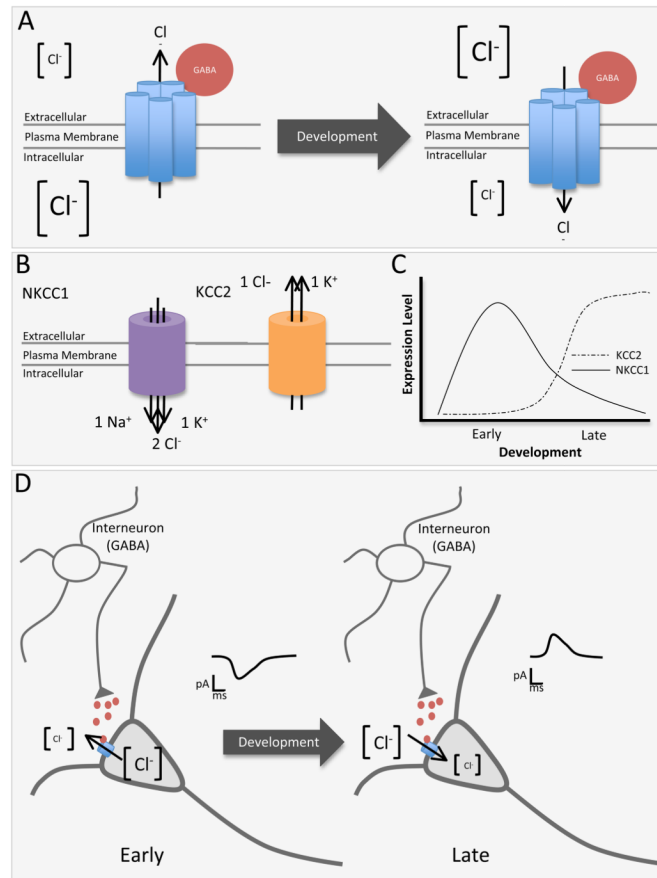 A
Cl
-
[Cl-]
GABA
Extracellular
Plasma Membrane
Intracellular
[Cl-]
Development
[Cl-]
GABA
Extracellular
Plasma Membrane
Intracellular
[Cl-]
Cl
-
B
NKCC1
KCC2
1 Cl-
1 K+
Extracellular
Plasma Membrane
Intracellular
1 Na+
1 K+
2 Cl-
C
Expression Level
KCC2
NKCC1
Early
Late
Development
D
Interneuron
(GABA)
pA
ms
[Cl-]
[Cl-]
Early
Development
Interneuron
(GABA)
pA
ms
[Cl-]
[Cl-]
Late